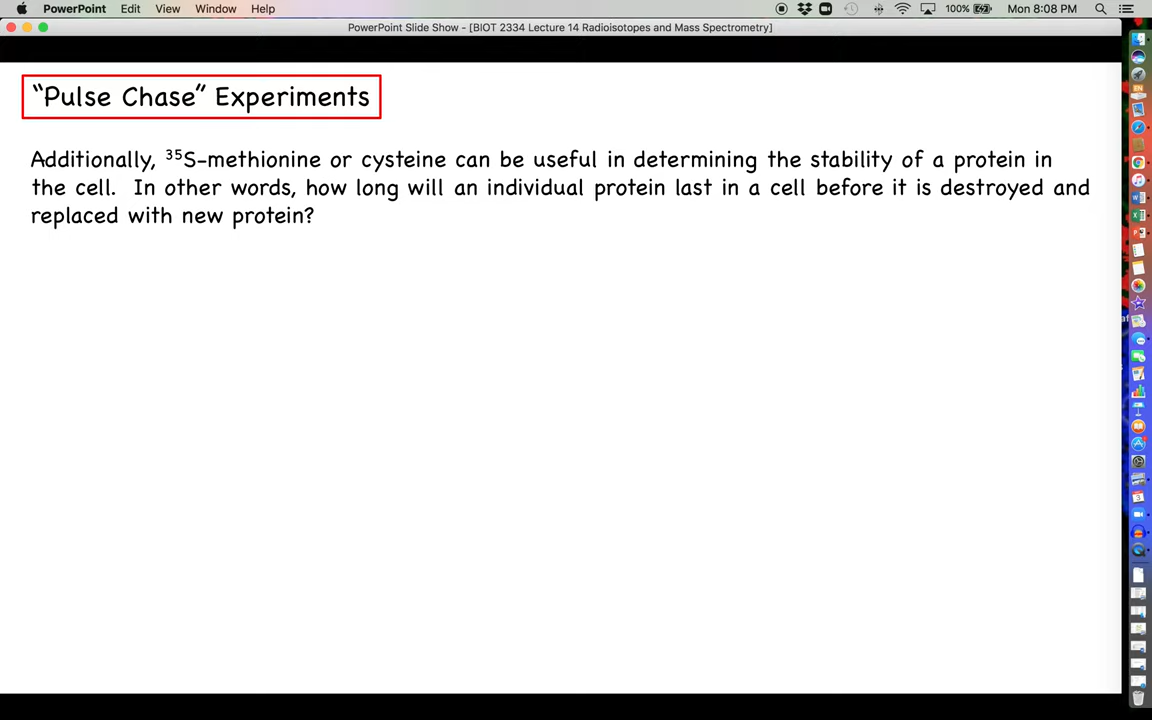 PowerPoint Edit View Window Help 100% Mon 8:08 PM
PowerPoint Slide Show - [BIOT 2334 Lecture 14 Radioisotopes and Mass Spectrometry]
“Pulse Chase” Experiments
Additionally, ³⁵S-methionine or cysteine can be useful in determining the stability of a protein in
the cell. In other words, how long will an individual protein last in a cell before it is destroyed and
replaced with new protein?